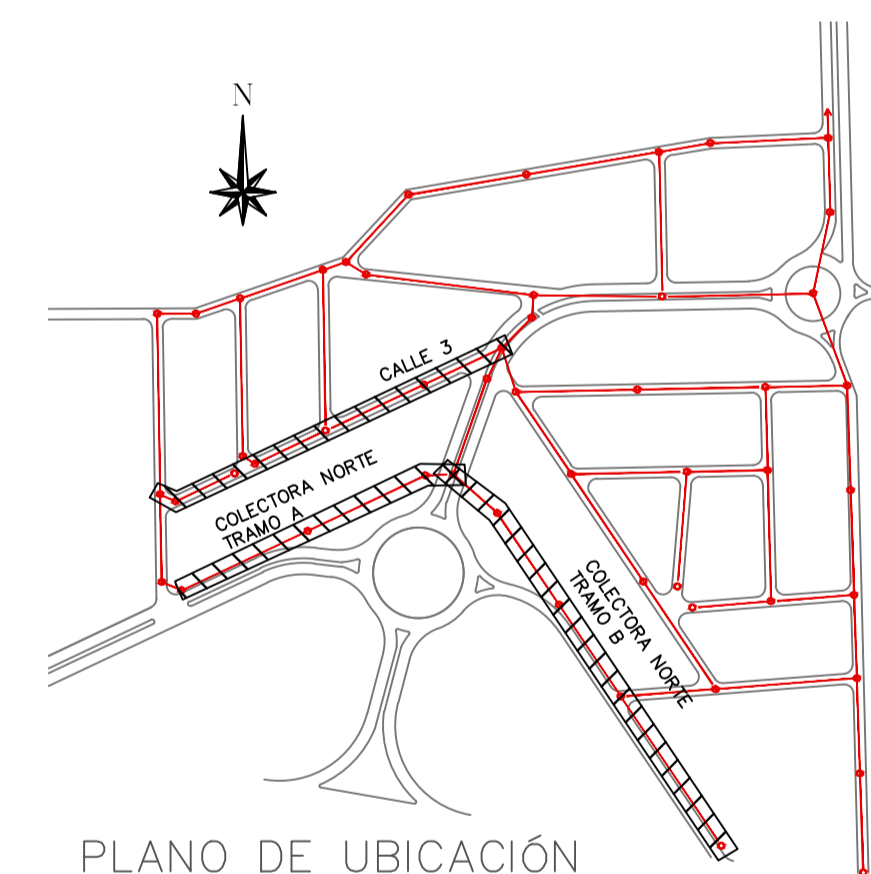 N
CALLE 3
COLECTORA NORTE
TRAMO A
COLECTORA NORTE
TRAMO B
PLANO DE UBICACIÓN